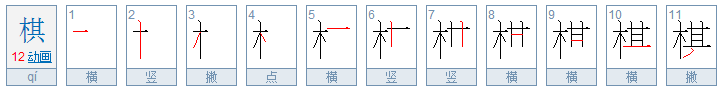 棋
12 动画
qí
1 2 3 4 5 6 7 8 9 10 11
横 竖 撇 点 横 竖 竖 横 横 横 撇